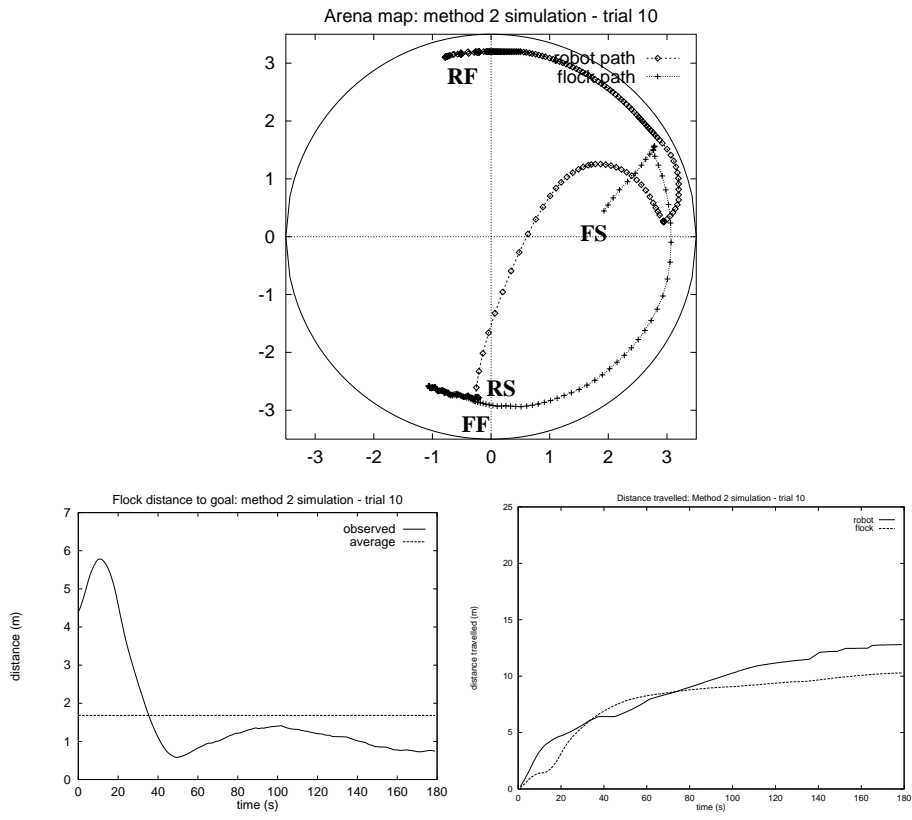 Arena map: method 2 simulation - trial 10
robot path
flock path
RF
FS
RS
FF
3
2
1
0
-1
-2
-3
-3 -2 -1 0 1 2 3
Flock distance to goal: method 2 simulation - trial 10
observed
average
distance (m)
7
6
5
4
3
2
1
0
0 20 40 60 80 100 120 140 160 180
time (s)
Distance travelled: Method 2 simulation - trial 10
robot
flock
distance travelled (m)
25
20
15
10
5
0
0 20 40 60 80 100 120 140 160 180
time (s)